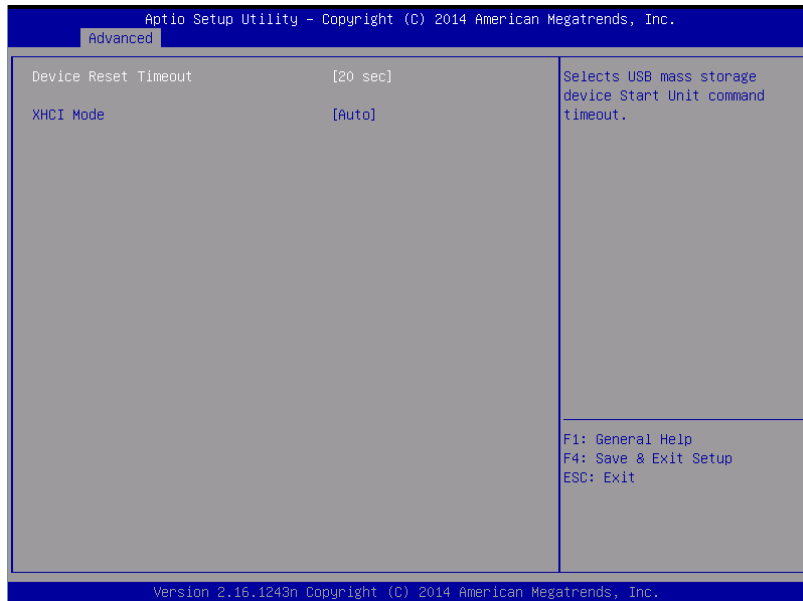 Aptio Setup Utility – Copyright (C) 2014 American Megatrends, Inc.
Advanced
Device Reset Timeout [20 sec]
XHCI Mode [Auto]
Selects USB mass storage
device Start Unit command
timeout.
F1: General Help
F4: Save & Exit Setup
ESC: Exit
Version 2.16.1243n Copyright (C) 2014 American Megatrends, Inc.